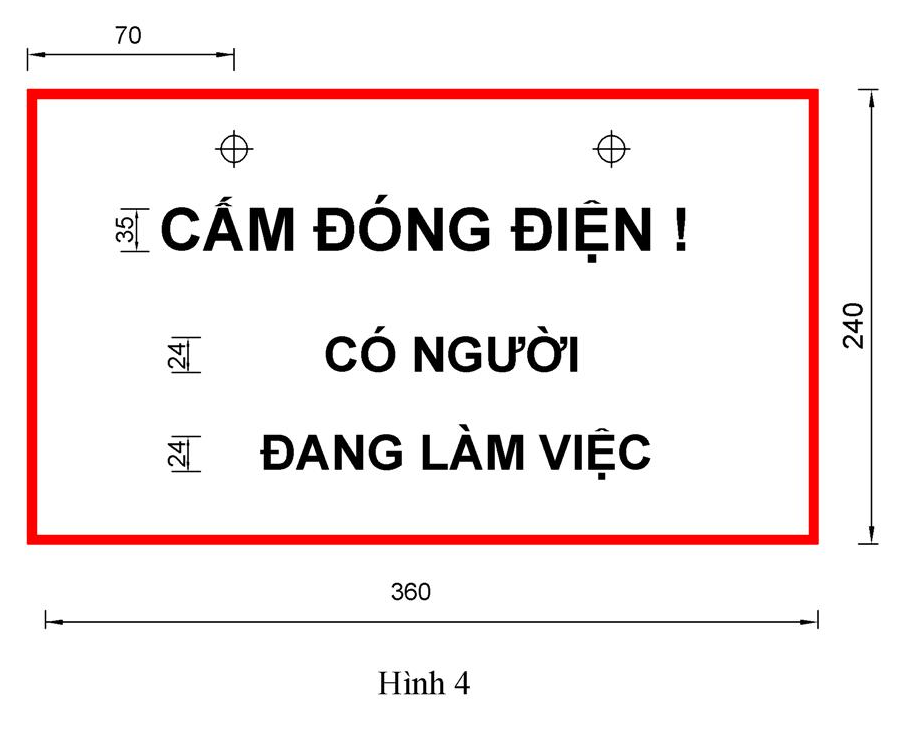 70
35 CẤM ĐÓNG ĐIỆN !
24 CÓ NGƯỜI
240
24 ĐANG LÀM VIỆC
360
Hình 4